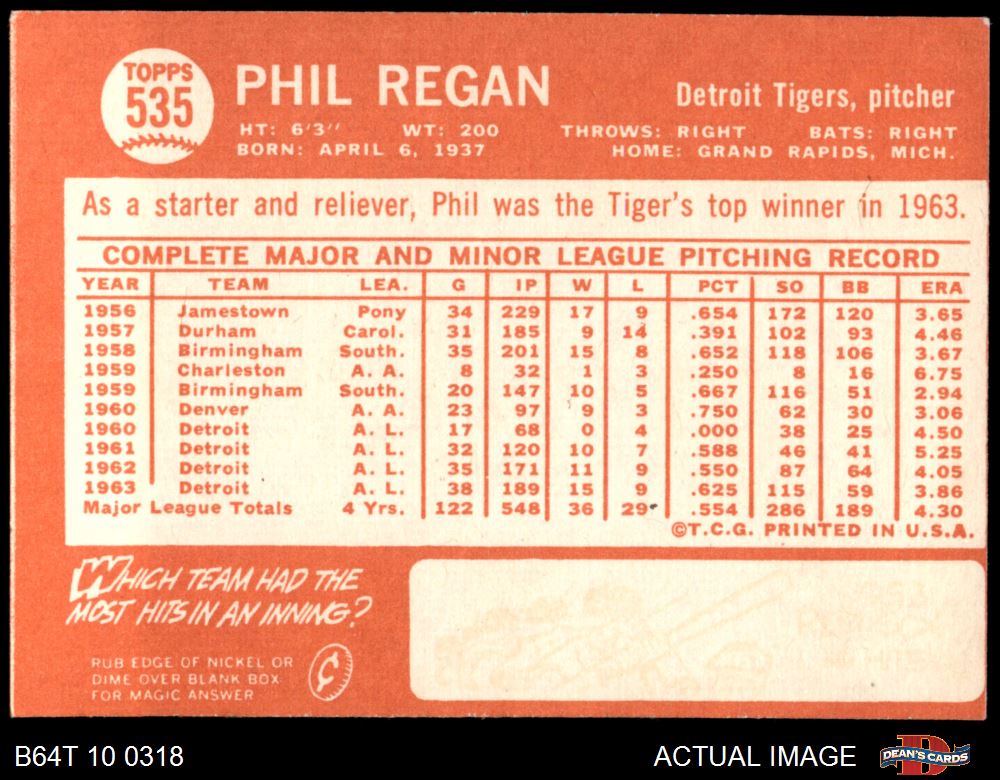 TOPPS
535
PHIL REGAN
Detroit Tigers, pitcher
HT: 6'3" WT: 200 THROWS: RIGHT BATS: RIGHT
BORN: APRIL 6, 1937 HOME: GRAND RAPIDS, MICH.
As a starter and reliever, Phil was the Tiger's top winner in 1963.
COMPLETE MAJOR AND MINOR LEAGUE PITCHING RECORD
YEAR TEAM LEA. G IP W L PCT SO BB ERA
1956 Jamestown Pony 34 229 17 9 .654 172 120 3.65
1957 Durham Carol. 31 185 9 14 .391 102 93 4.46
1958 Birmingham South. 35 201 15 8 .652 118 106 3.67
1959 Charleston A. A. 8 32 1 3 .250 8 16 6.75
1959 Birmingham South. 20 147 10 5 .667 116 51 2.94
1960 Denver A. A. 23 97 9 3 .750 62 30 3.06
1960 Detroit A. L. 17 68 0 4 .000 38 25 4.50
1961 Detroit A. L. 32 120 10 7 .588 46 41 5.25
1962 Detroit A. L. 35 171 11 9 .550 87 64 4.05
1963 Detroit A. L. 38 189 15 9 .625 115 59 3.86
Major League Totals 4 Yrs. 122 548 36 29 .554 286 189 4.30
©T.C.G. PRINTED IN U.S.A.
WHICH TEAM HAD THE
MOST HITS IN AN INNING?
RUB EDGE OF NICKEL OR
DIME OVER BLANK BOX
FOR MAGIC ANSWER
B64T 10 0318
ACTUAL IMAGE
DEAN'S CARDS